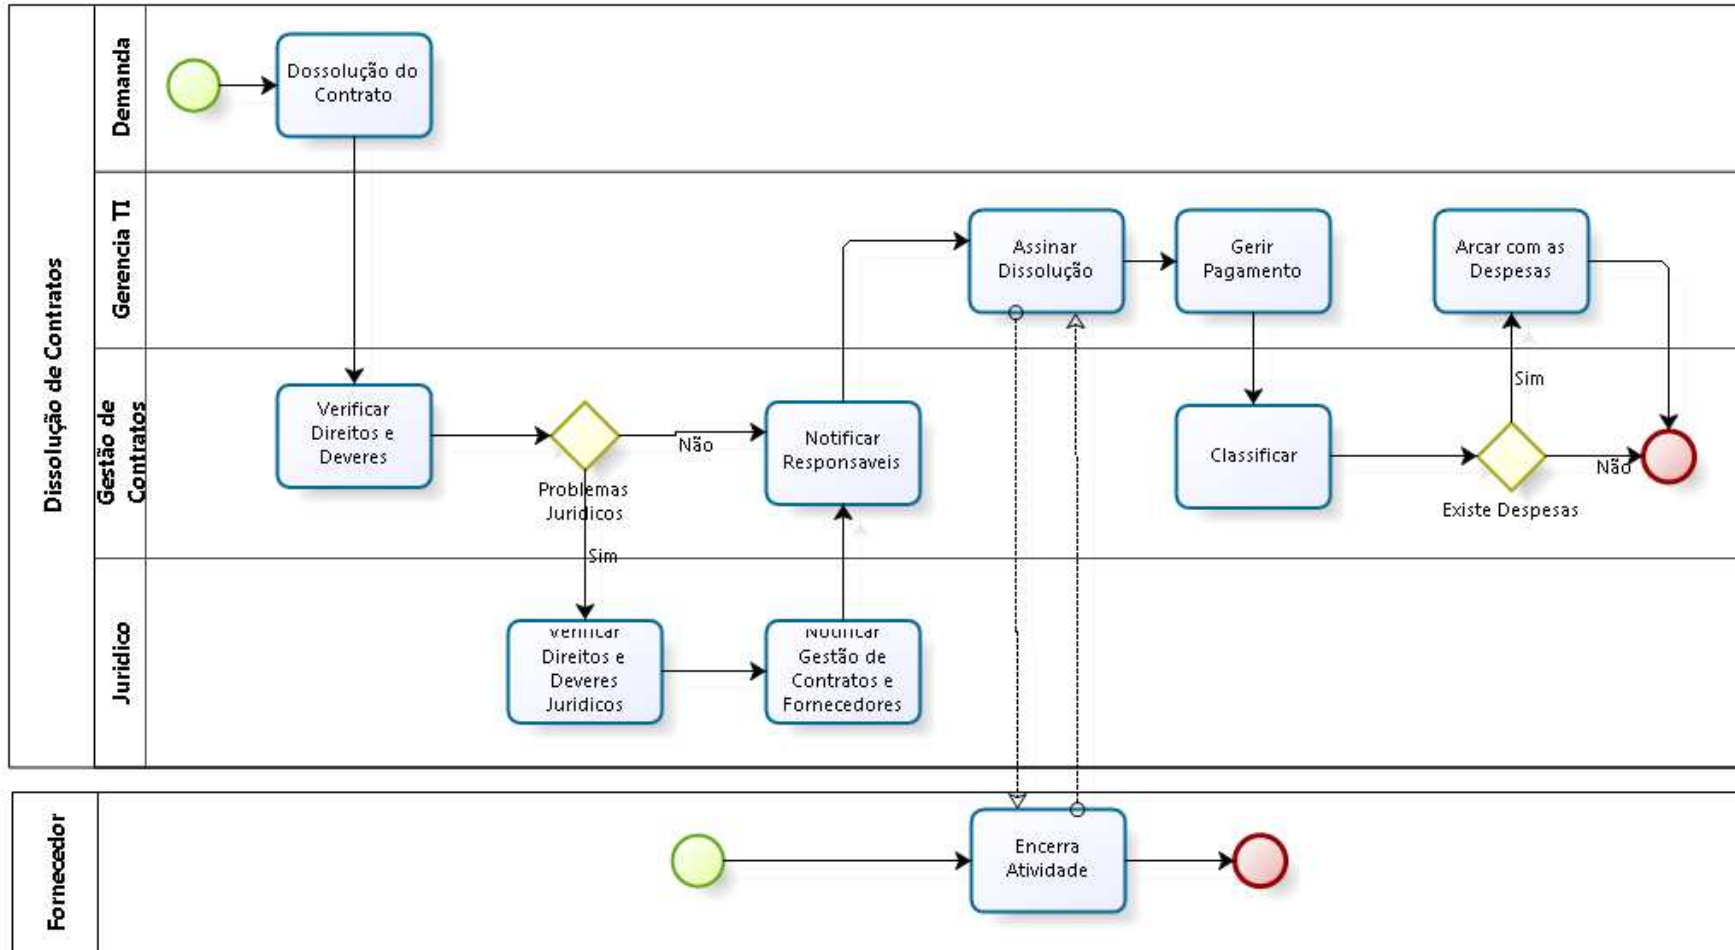 Dissolução de Contratos
Demanda
Dossolução do
Contrato
Gerencia TI
Assinar
Dissolução
Gerir
Pagamento
Arcar com as
Despesas
Gestão de
Contratos
Verificar
Direitos e
Deveres
Problemas
Juridicos
Não
Sim
Notificar
Responsaveis
Classificar
Existe Despesas
Sim
Não
Juridico
Verificar
Direitos e
Deveres
Juridicos
Notificar
Gestão de
Contratos e
Fornecedores
Fornecedor
Encerra
Atividade